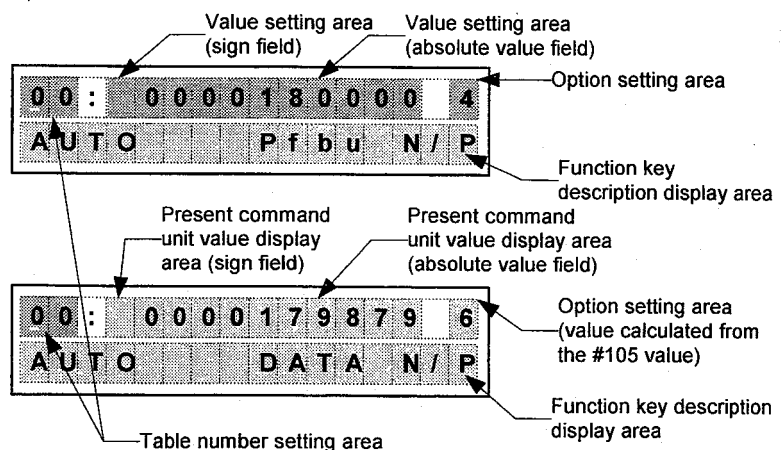 Value setting area
(sign field)
Value setting area
(absolute value field)
Option setting area
00: 0000180000 4
AUTO Pfbu N/P
Function key
description display area
Present command
unit value display
area (sign field)
Present command
unit value display area
(absolute value field)
00: 0000179879 6
AUTO DATA N/P
Option setting area
(value calculated from
the #105 value)
Function key description
display area
Table number setting area